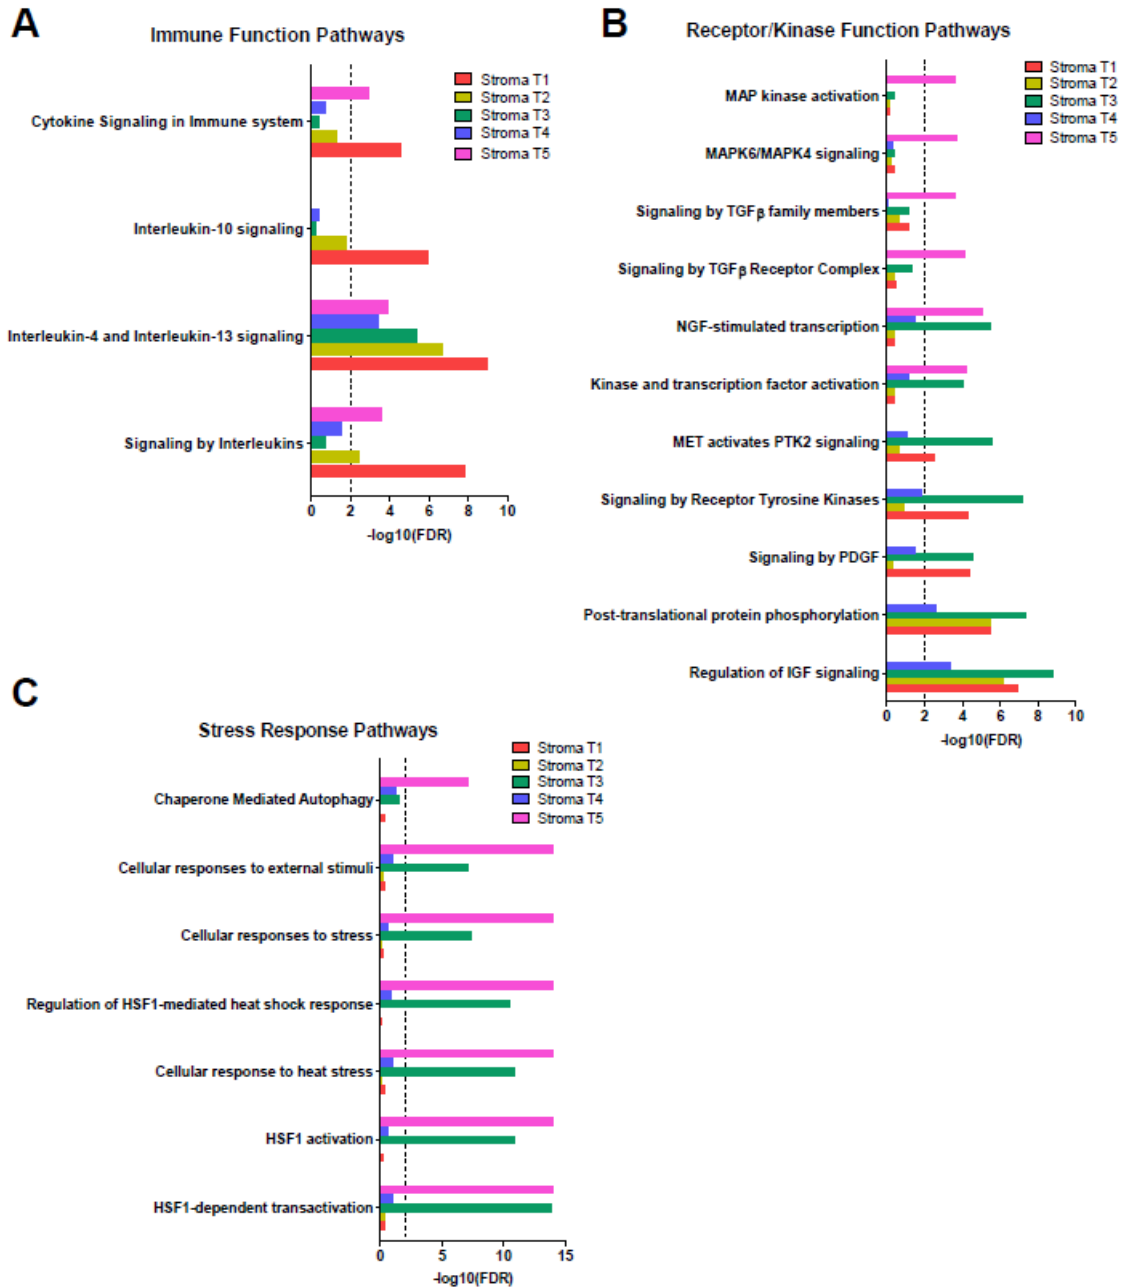 A
Immune Function Pathways
Stroma T1
Stroma T2
Stroma T3
Stroma T4
Stroma T5
Cytokine Signaling in Immune system
Interleukin-10 signaling
Interleukin-4 and Interleukin-13 signaling
Signaling by Interleukins
0 2 4 6 8 10
-log10(FDR)
B
Receptor/Kinase Function Pathways
Stroma T1
Stroma T2
Stroma T3
Stroma T4
Stroma T5
MAP kinase activation
MAPK6/MAPK4 signaling
Signaling by TGFβ family members
Signaling by TGFβ Receptor Complex
NGF-stimulated transcription
Kinase and transcription factor activation
MET activates PTK2 signaling
Signaling by Receptor Tyrosine Kinases
Signaling by PDGF
Post-translational protein phosphorylation
Regulation of IGF signaling
0 2 4 6 8 10
-log10(FDR)
C
Stress Response Pathways
Stroma T1
Stroma T2
Stroma T3
Stroma T4
Stroma T5
Chaperone Mediated Autophagy
Cellular responses to external stimuli
Cellular responses to stress
Regulation of HSF1-mediated heat shock response
Cellular response to heat stress
HSF1 activation
HSF1-dependent transactivation
0 5 10 15
-log10(FDR)